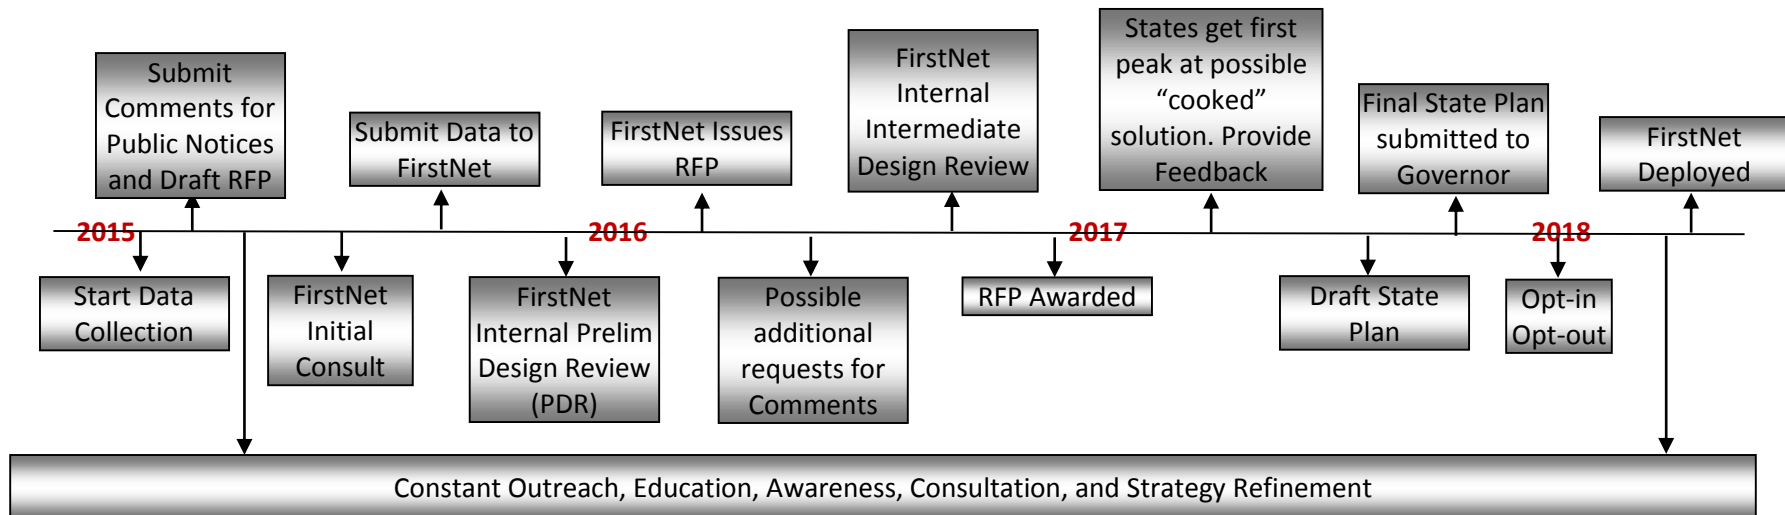 Submit
Comments for
Public Notices
and Draft RFP
Submit Data to
FirstNet
FirstNet Issues
RFP
FirstNet
Internal
Intermediate
Design Review
States get first
peak at possible
“cooked”
solution. Provide
Feedback
Final State Plan
submitted to
Governor
FirstNet
Deployed
2015
2016
2017
2018
Start Data
Collection
FirstNet
Initial
Consult
FirstNet
Internal Prelim
Design Review
(PDR)
Possible
additional
requests for
Comments
RFP Awarded
Draft State
Plan
Opt-in
Opt-out
Constant Outreach, Education, Awareness, Consultation, and Strategy Refinement